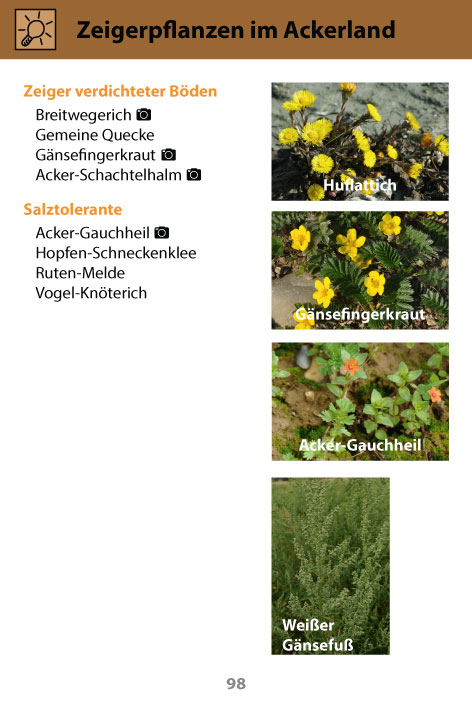 Zeigerpflanzen im Ackerland
Zeiger verdichteter Böden
Breitwegerich
Gemeine Quecke
Gänsefingerkraut
Acker-Schachtelhalm
Salztolerante
Acker-Gauchheil
Hopfen-Schneckenklee
Ruten-Melde
Vogel-Knöterich
Huflattich
Gänsefingerkraut
Acker-Gauchheil
Weißer
Gänsefuß
98